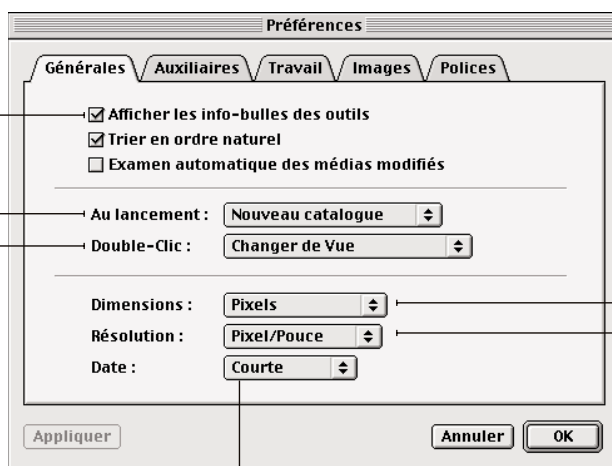 Préférences
Générales Auxiliaires Travail Images Polices
Afficher les info-bulles des outils
Trier en ordre naturel
Examen automatique des médias modifiés
Au lancement : Nouveau catalogue
Double-Clic : Changer de Vue
Dimensions : Pixels
Résolution : Pixel/Pouce
Date : Courte
Appliquer Annuler OK